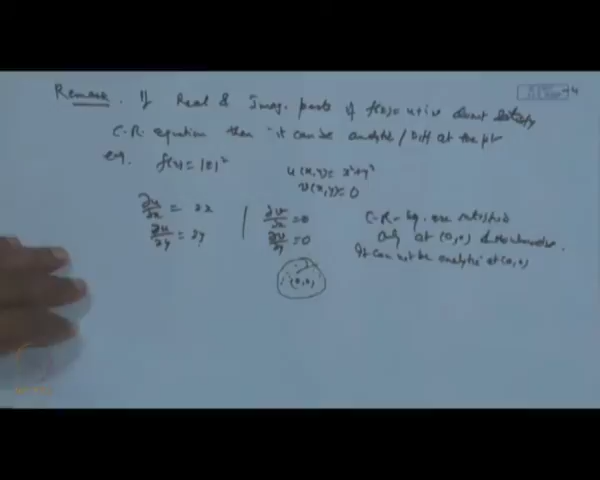 Remark. If Real & Imag. parts of f(z)=u+iv doesnt satisfy
C-R. equation then it can be analytic/Diff at the pt
eg. f(z)=|z|²
u(x,y)= x²+y²
v(x,y)=0
∂u/∂x = 2x
∂u/∂y = 2y
∂v/∂x = 0
∂v/∂y = 0
C-R- Eq. are satisfied
only at (0,0) &
It can not be analytic at (0,0)
(0,0)